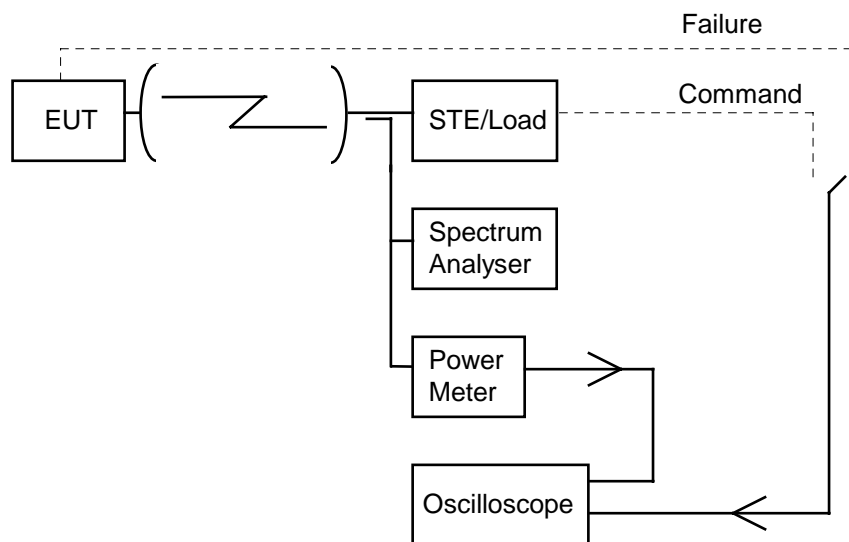 Failure
Command
EUT
STE/Load
Spectrum
Analyser
Power
Meter
Oscilloscope